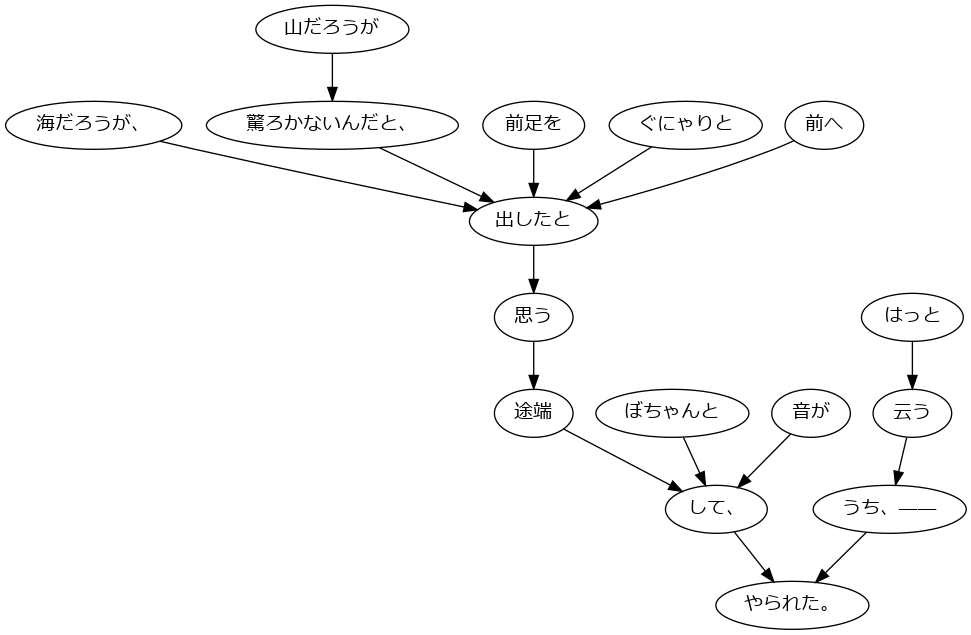 山だろうが
海だろうが、
驚ろかないんだと、
前足を
ぐにゃりと
前へ
出したと
思う
はっと
途端
ぼちゃんと
音が
云う
して、
うち、——
やられた。